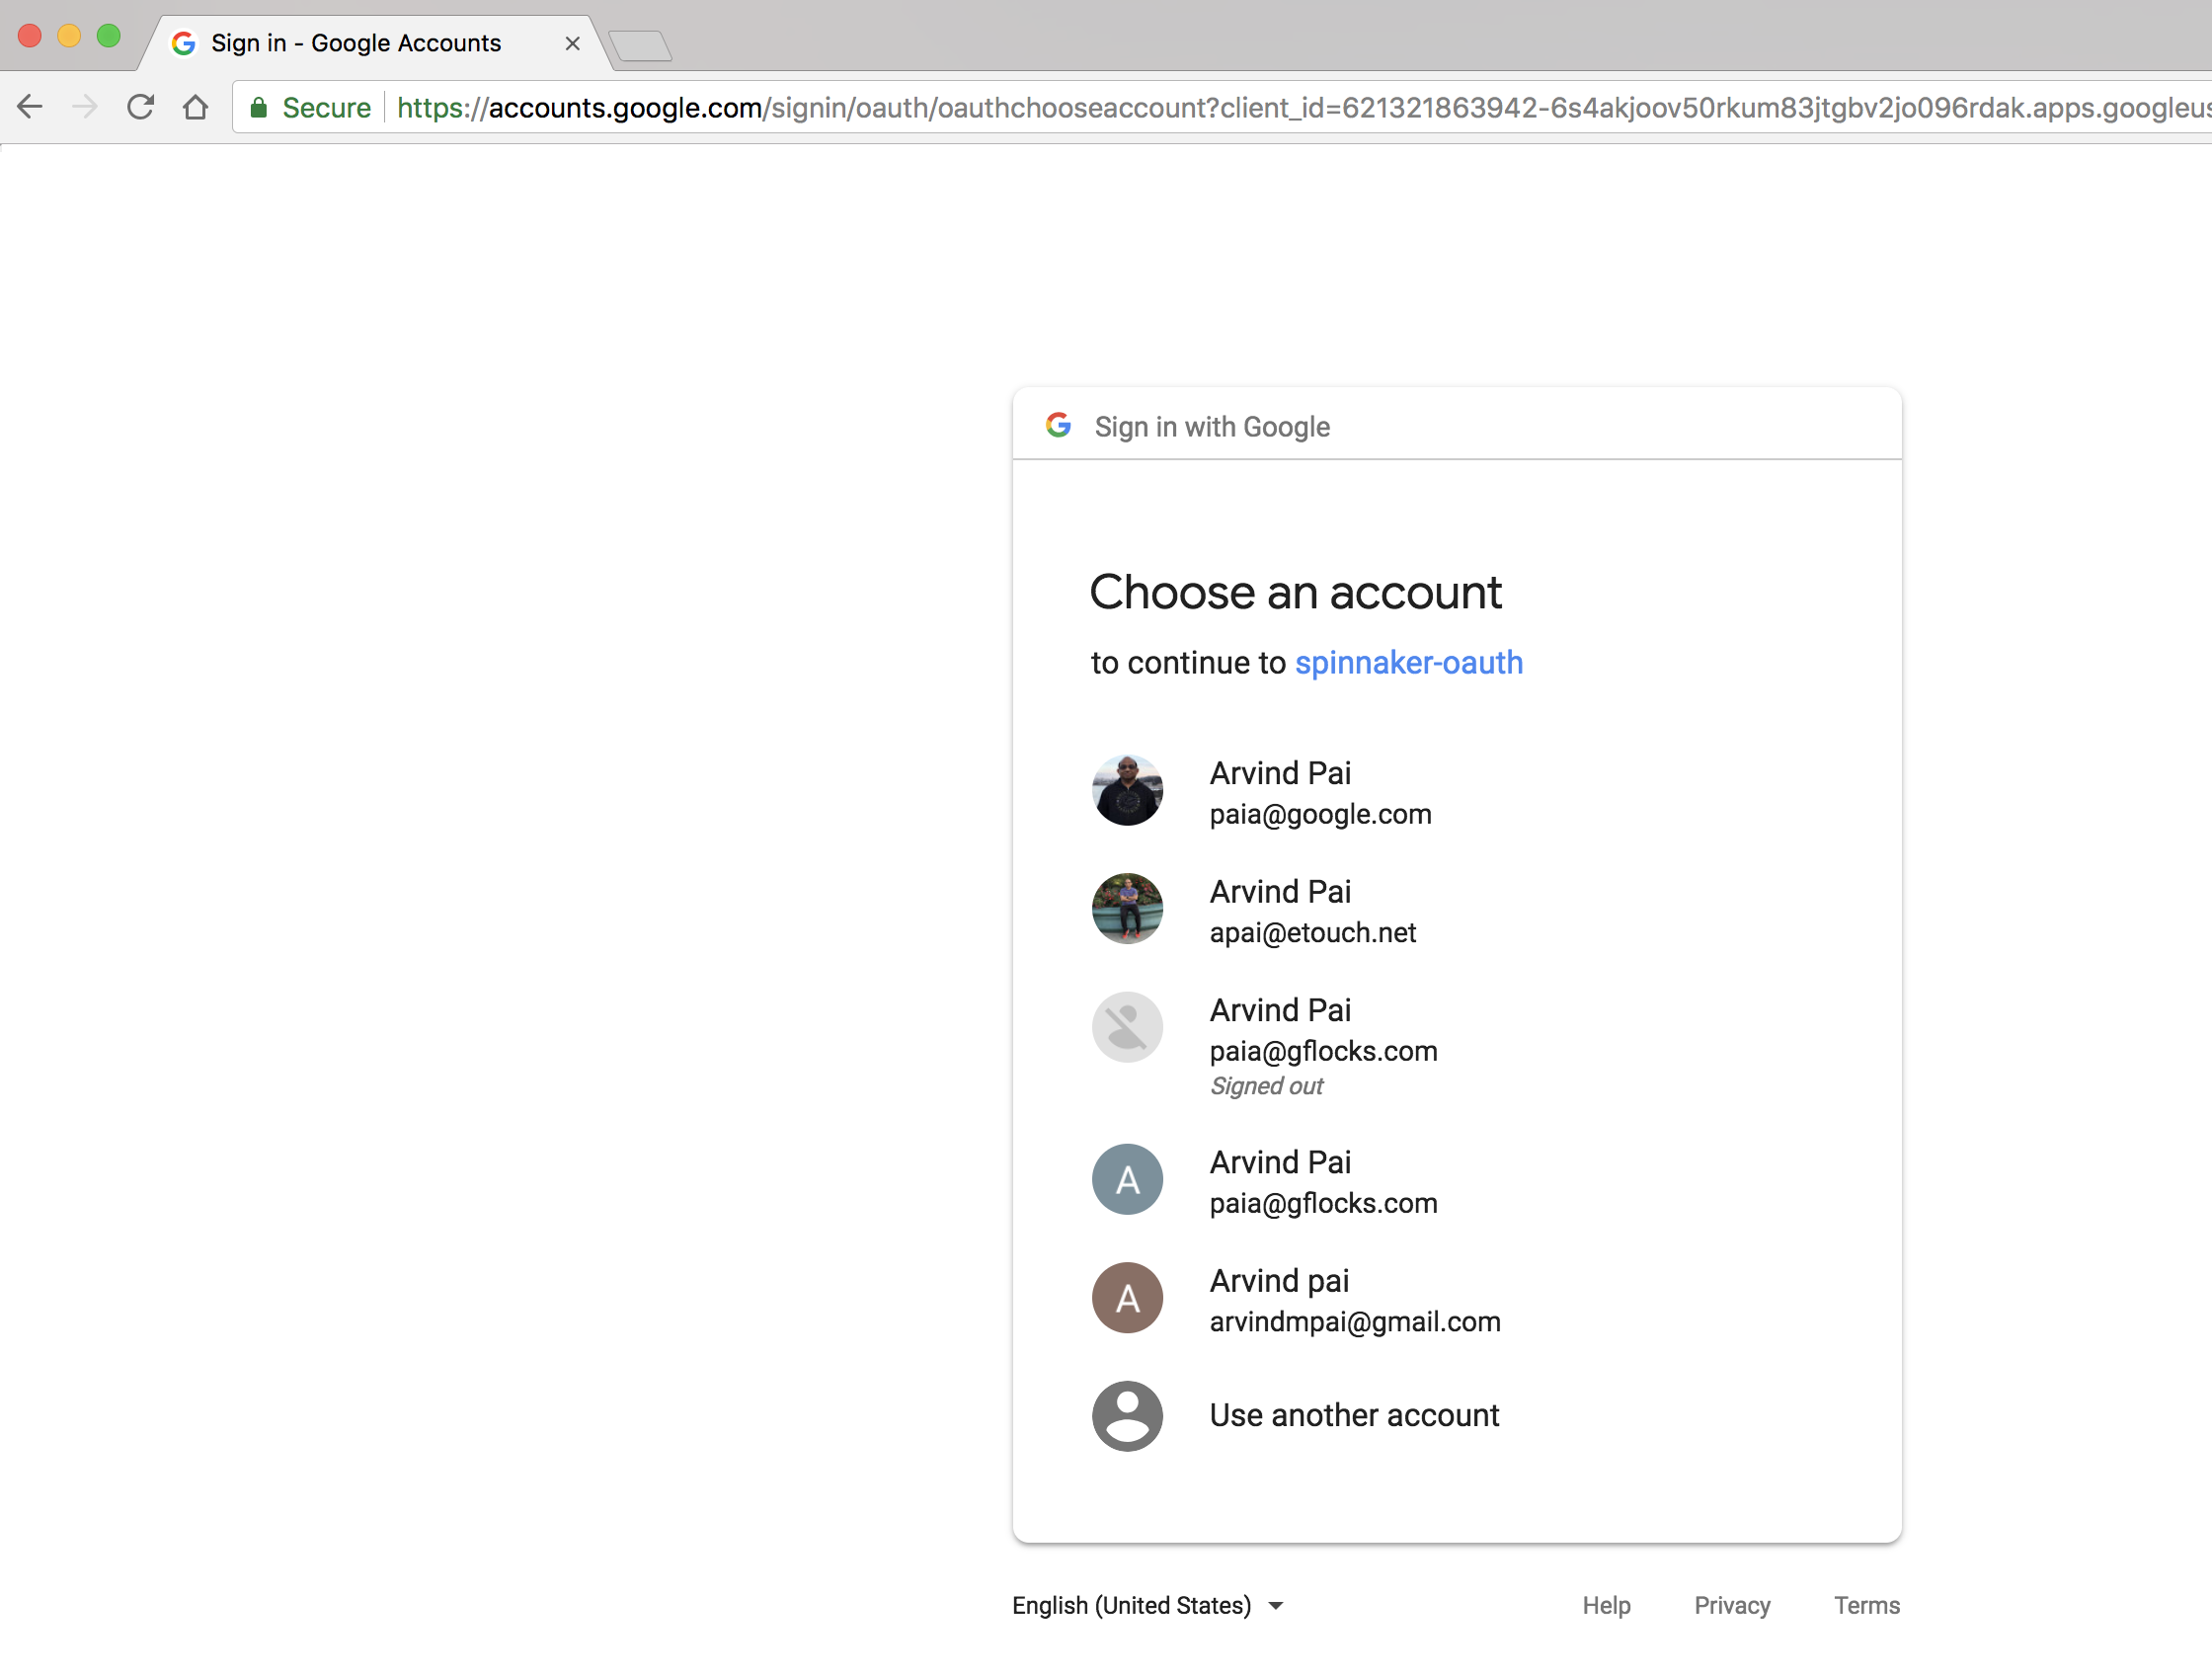 Sign in - Google Accounts
Secure https://accounts.google.com/signin/oauth/oauthchooseaccount?client_id=621321863942-6s4akjoov50rkum83jtgbv2jo096rdak.apps.googleus
Sign in with Google
Choose an account
to continue to spinnaker-oauth
Arvind Pai
paia@google.com
Arvind Pai
apai@etouch.net
Arvind Pai
paia@gflocks.com
Signed out
A
Arvind Pai
paia@gflocks.com
A
Arvind pai
arvindmpai@gmail.com
Use another account
English (United States) Help Privacy Terms